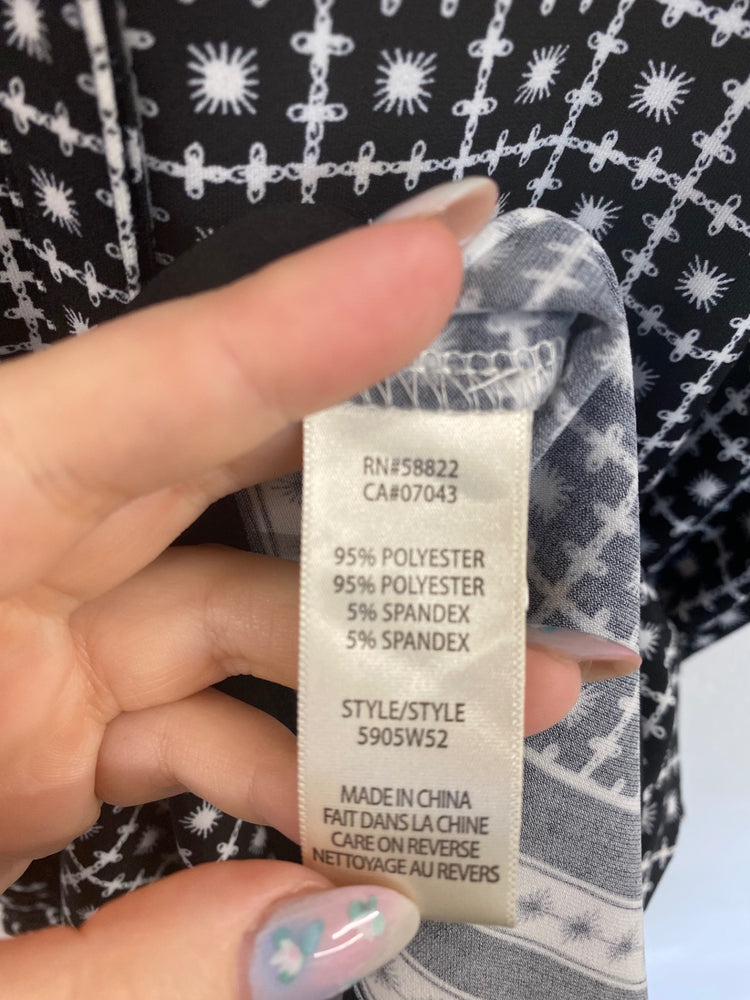 RN#58822
CA#07043
95% POLYESTER
95% POLYESTER
5% SPANDEX
5% SPANDEX
STYLE/STYLE
5905W52
MADE IN CHINA
FAIT DANS LA CHINE
CARE ON REVERSE
NETTOYAGE AU REVERS